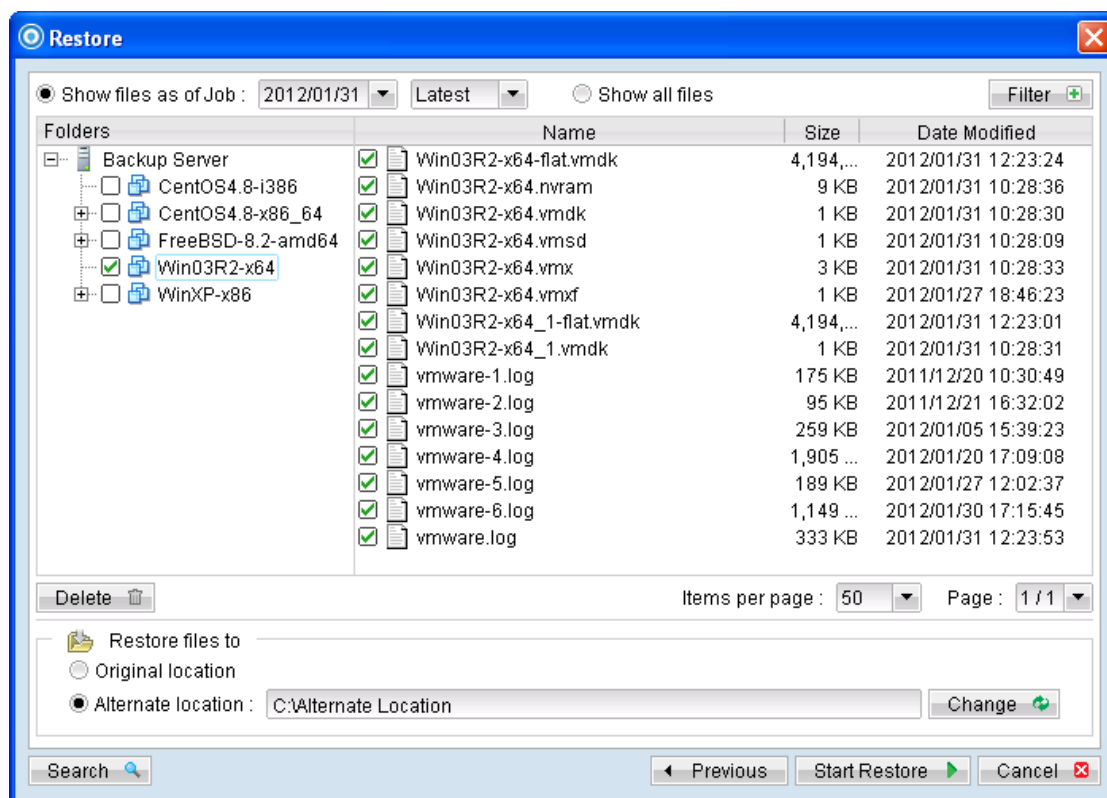 Restore
Show files as of Job : 2012/01/31 Latest Show all files Filter
Folders Name Size Date Modified
Backup Server Win03R2-x64-flat.vmdk 4,194,... 2012/01/31 12:23:24
CentOS4.8-i386 Win03R2-x64.nvram 9 KB 2012/01/31 10:28:36
CentOS4.8-x86_64 Win03R2-x64.vmdk 1 KB 2012/01/31 10:28:30
FreeBSD-8.2-amd64 Win03R2-x64.vmsd 1 KB 2012/01/31 10:28:09
Win03R2-x64 Win03R2-x64.vmx 3 KB 2012/01/31 10:28:33
WinXP-x86 Win03R2-x64.vmxf 1 KB 2012/01/27 18:46:23
Win03R2-x64_1-flat.vmdk 4,194,... 2012/01/31 12:23:01
Win03R2-x64_1.vmdk 1 KB 2012/01/31 10:28:31
vmware-1.log 175 KB 2011/12/20 10:30:49
vmware-2.log 95 KB 2011/12/21 16:32:02
vmware-3.log 259 KB 2012/01/05 15:39:23
vmware-4.log 1,905 ... 2012/01/20 17:09:08
vmware-5.log 189 KB 2012/01/27 12:02:37
vmware-6.log 1,149 ... 2012/01/30 17:15:45
vmware.log 333 KB 2012/01/31 12:23:53
Delete Items per page : 50 Page : 1 / 1
Restore files to
Original location
Alternate location : C:\Alternate Location Change
Search Previous Start Restore Cancel